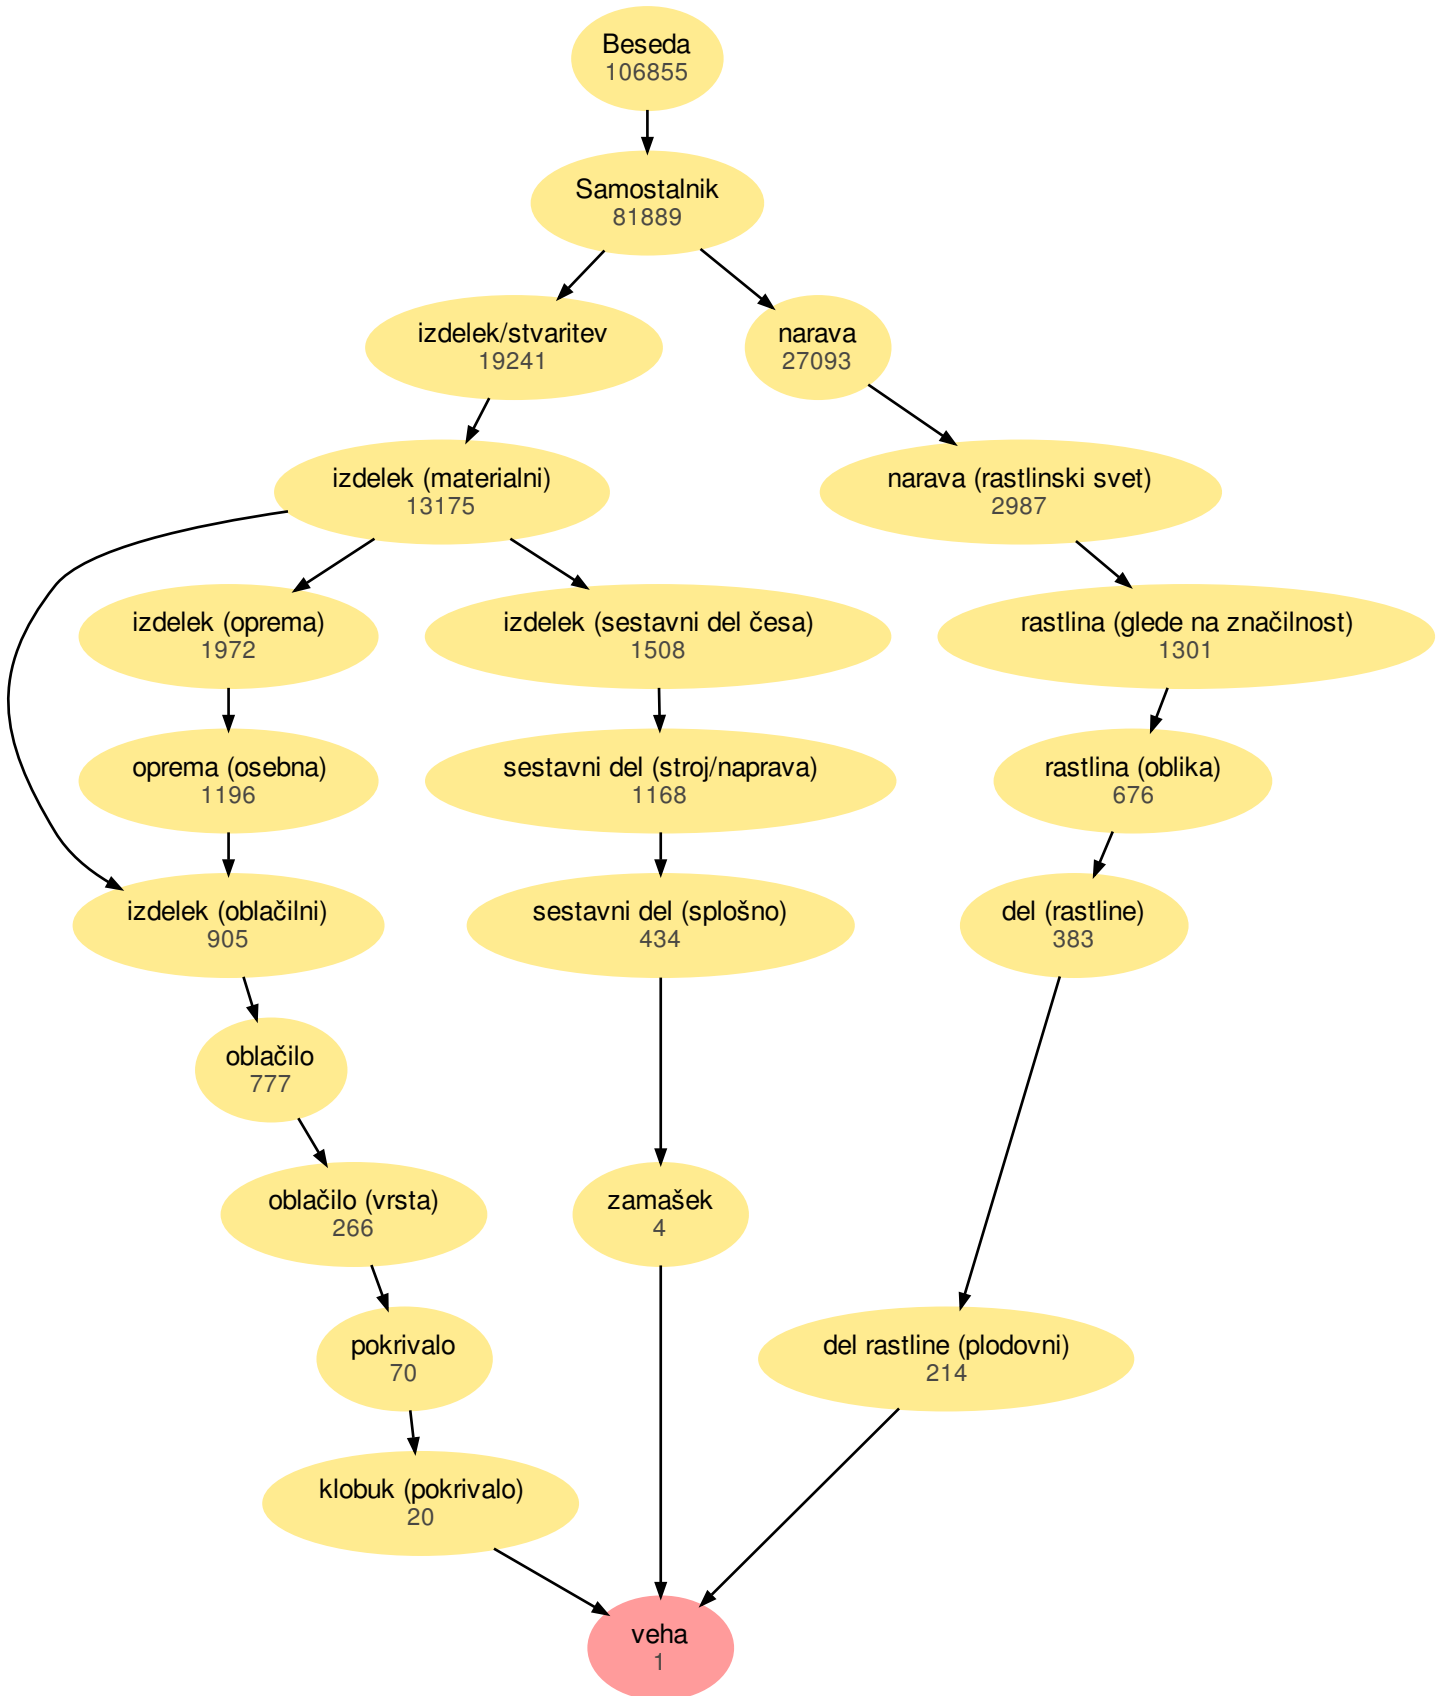 Beseda
106855
Samostalnik
81889
izdelek/stvaritev
19241
narava
27093
izdelek (materialni)
13175
narava (rastlinski svet)
2987
izdelek (oprema)
1972
izdelek (sestavni del česa)
1508
rastlina (glede na značilnost)
1301
oprema (osebna)
1196
sestavni del (stroj/naprava)
1168
rastlina (oblika)
676
izdelek (oblačilni)
905
sestavni del (splošno)
434
del (rastline)
383
oblačilo
777
oblačilo (vrsta)
266
zamašek
4
pokrivalo
70
del rastline (plodovni)
214
klobuk (pokrivalo)
20
veha
1